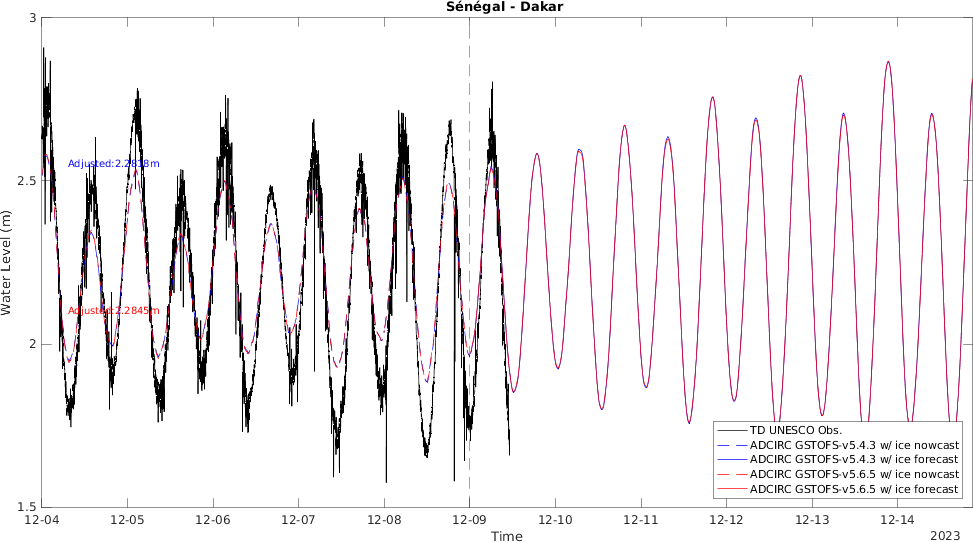 Sénégal - Dakar
3
2.5
2
1.5
Water Level (m)
Adjusted:2.2818m
Adjusted:2.2845m
TD UNESCO Obs.
ADCIRC GSTOFS-v5.4.3 w/ ice nowcast
ADCIRC GSTOFS-v5.4.3 w/ ice forecast
ADCIRC GSTOFS-v5.6.5 w/ ice nowcast
ADCIRC GSTOFS-v5.6.5 w/ ice forecast
12-04 12-05 12-06 12-07 12-08 12-09 12-10 12-11 12-12 12-13 12-14
Time
2023